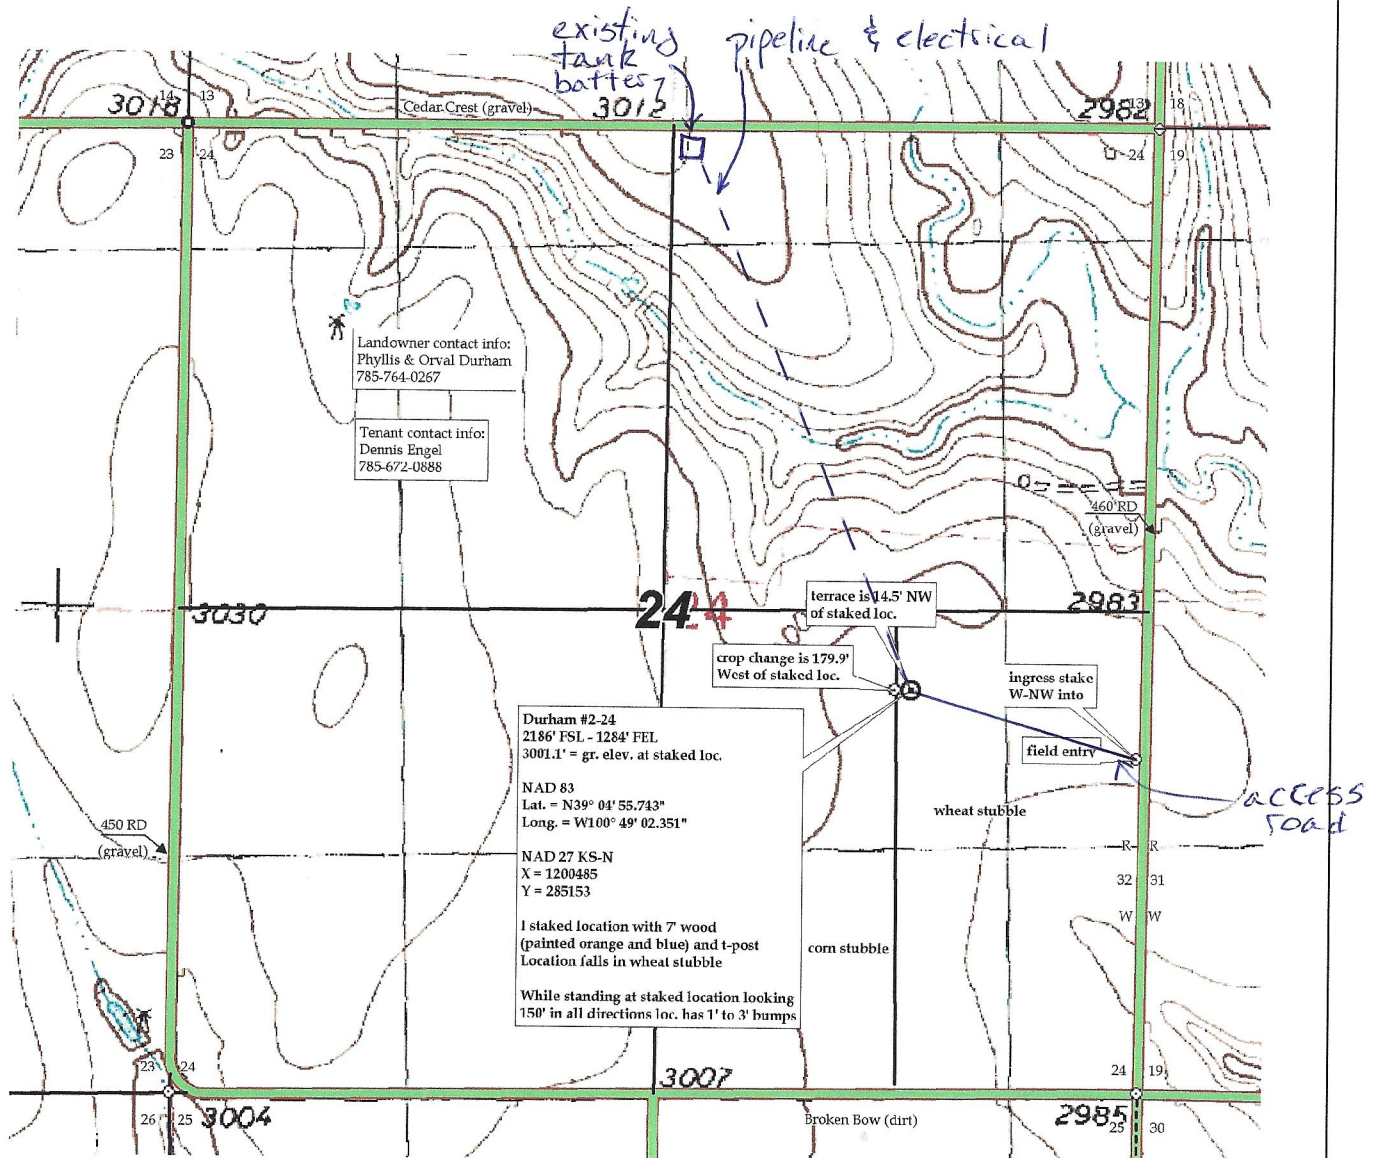 existing
tank
battery
pipeline & electrical
14 13
3018
Cedar Crest (gravel)
3012
2982
13 18
23 24
24 19
Landowner contact info:
Phyllis & Orval Durham
785-764-0267
Tenant contact info:
Dennis Engel
785-672-0888
460 RD
(gravel)
3030
24
24
2983
terrace is 14.5' NW
of staked loc.
crop change is 179.9'
West of staked loc.
ingress stake
W-NW into
field entry
access
road
Durham #2-24
2186' FSL - 1284' FEL
3001.1' = gr. elev. at staked loc.
NAD 83
Lat. = N39° 04' 55.743"
Long. = W100° 49' 02.351"
NAD 27 KS-N
X = 1200485
Y = 285153
I staked location with 7' wood
(painted orange and blue) and t-post
Location falls in wheat stubble
While standing at staked location looking
150' in all directions loc. has 1' to 3' bumps
wheat stubble
450 RD
(gravel)
R R
32 31
W W
corn stubble
23 24
24 19
3007
26 25
3004
Broken Bow (dirt)
2985
25 30